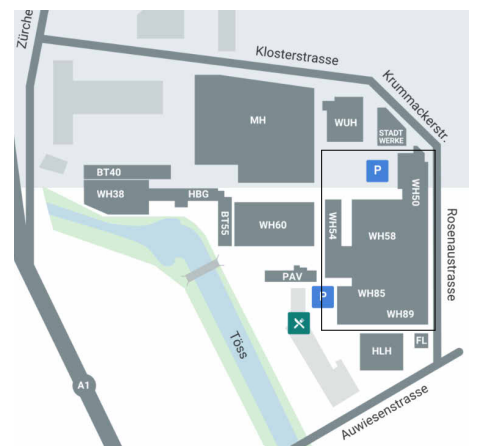 Zürche
Klosterstrasse
Krummackerstr.
MH
WUH
STADT
WERKE
P
BT40
WH38
HBG
BT55
WH60
WH54
WH58
WH50
Rosenaustrasse
PAV
P
WH85
WH89
Töss
HLH
FL
A1
Auwiesenstrasse